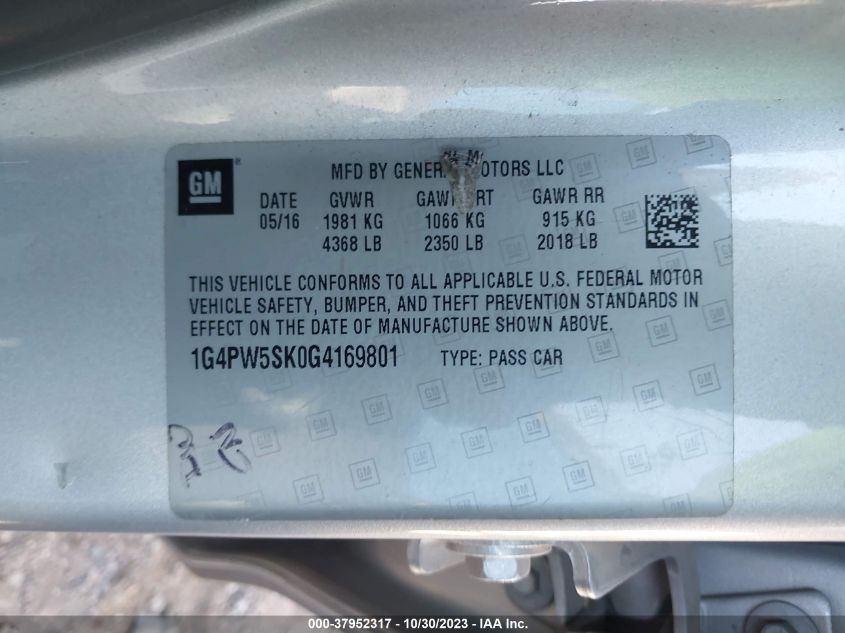 GM ®
MFD BY GENERAL MOTORS LLC
DATE GVWR GAWR FRT GAWR RR
05/16 1981 KG 1066 KG 915 KG
4368 LB 2350 LB 2018 LB
THIS VEHICLE CONFORMS TO ALL APPLICABLE U.S. FEDERAL MOTOR
VEHICLE SAFETY, BUMPER, AND THEFT PREVENTION STANDARDS IN
EFFECT ON THE DATE OF MANUFACTURE SHOWN ABOVE.
1G4PW5SK0G4169801 TYPE: PASS CAR
000-37952317 - 10/30/2023 - IAA, Inc.